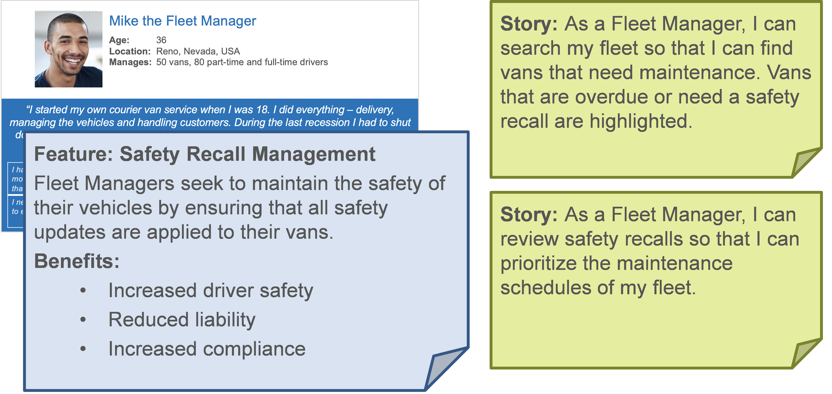 Mike the Fleet Manager
Age: 36
Location: Reno, Nevada, USA
Manages: 50 vans, 80 part-time and full-time drivers
"I started my own courier van service when I was 18. I did everything – delivery,
managing the vehicles and handling customers. During the last recession I had to shut
Feature: Safety Recall Management
Fleet Managers seek to maintain the safety of
their vehicles by ensuring that all safety
updates are applied to their vans.
Benefits:
• Increased driver safety
• Reduced liability
• Increased compliance
Story: As a Fleet Manager, I can
search my fleet so that I can find
vans that need maintenance. Vans
that are overdue or need a safety
recall are highlighted.
Story: As a Fleet Manager, I can
review safety recalls so that I can
prioritize the maintenance
schedules of my fleet.